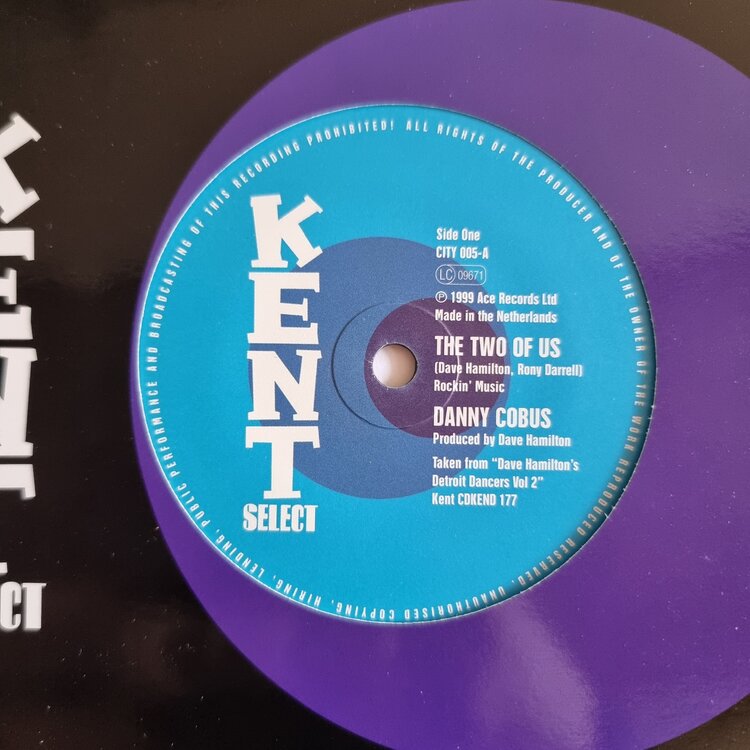 KENT
SELECT
Side One
CITY 005-A
LC 09671
℗ 1999 Ace Records Ltd
Made in the Netherlands
THE TWO OF US
(Dave Hamilton, Rony Darrell)
Rockin' Music
DANNY COBUS
Produced by Dave Hamilton
Taken from "Dave Hamilton's
Detroit Dancers Vol 2"
Kent CDKEND 177
ALL RIGHTS OF THE PRODUCER AND OF THE OWNER OF THE WORK REPRODUCED RESERVED. UNAUTHORISED COPYING, HIRING, LENDING, PUBLIC PERFORMANCE AND BROADCASTING OF THIS RECORDING PROHIBITED!